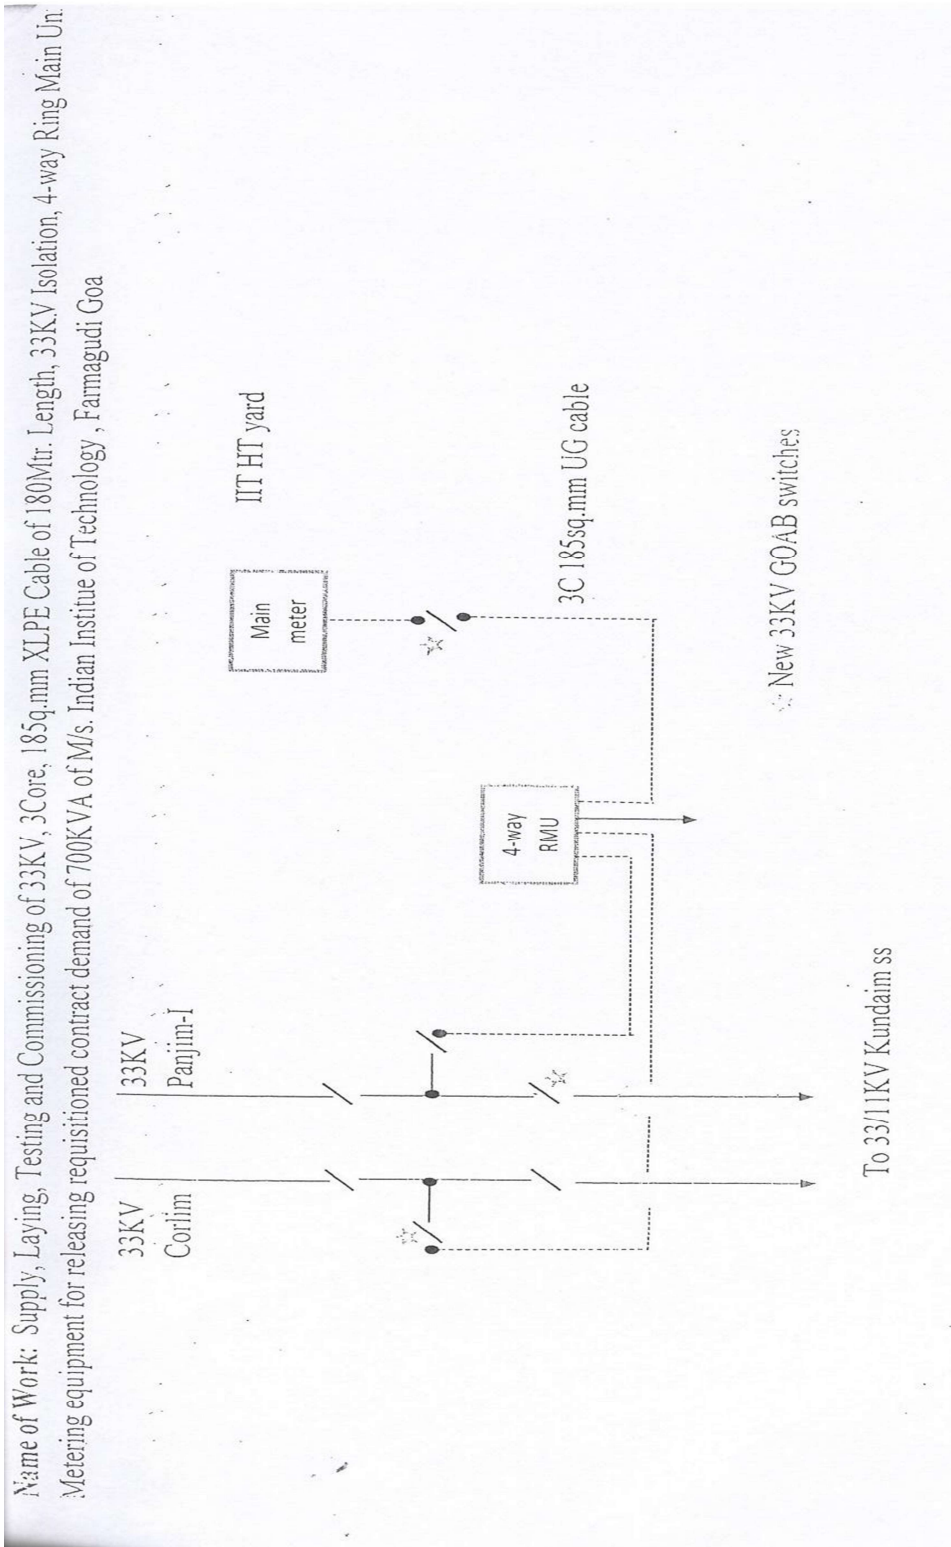 Name of Work: Supply, Laying, Testing and Commissioning of 33KV, 3Core, 185q.mm XLPE Cable of 180Mtr. Length, 33KV Isolation, 4-way Ring Main Un
Metering equipment for releasing requisitioned contract demand of 700KVA of M/s. Indian Institue of Technology , Farmagudi Goa
33KV
Corlim
33KV
Panjim-I
Main
meter
IIT HT yard
4-way
RMU
3C 185sq.mm UG cable
New 33KV GOAB switches
To 33/11KV Kundaim ss